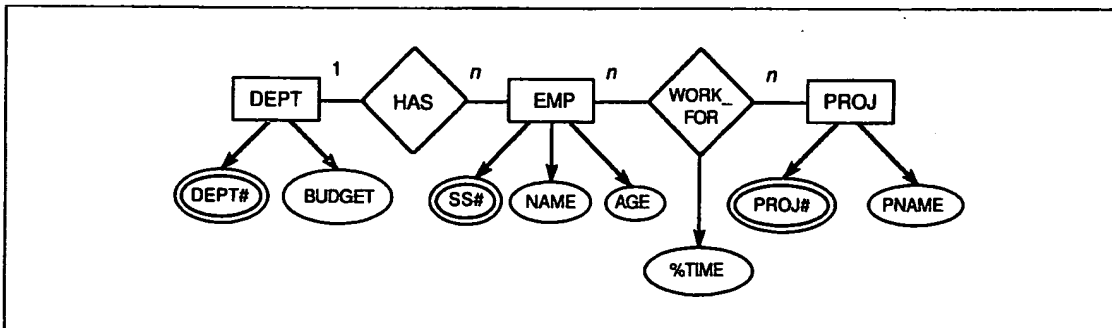 1 n n n
DEPT HAS EMP WORK_ PROJ
FOR
DEPT# BUDGET SS# NAME AGE PROJ# PNAME
%TIME